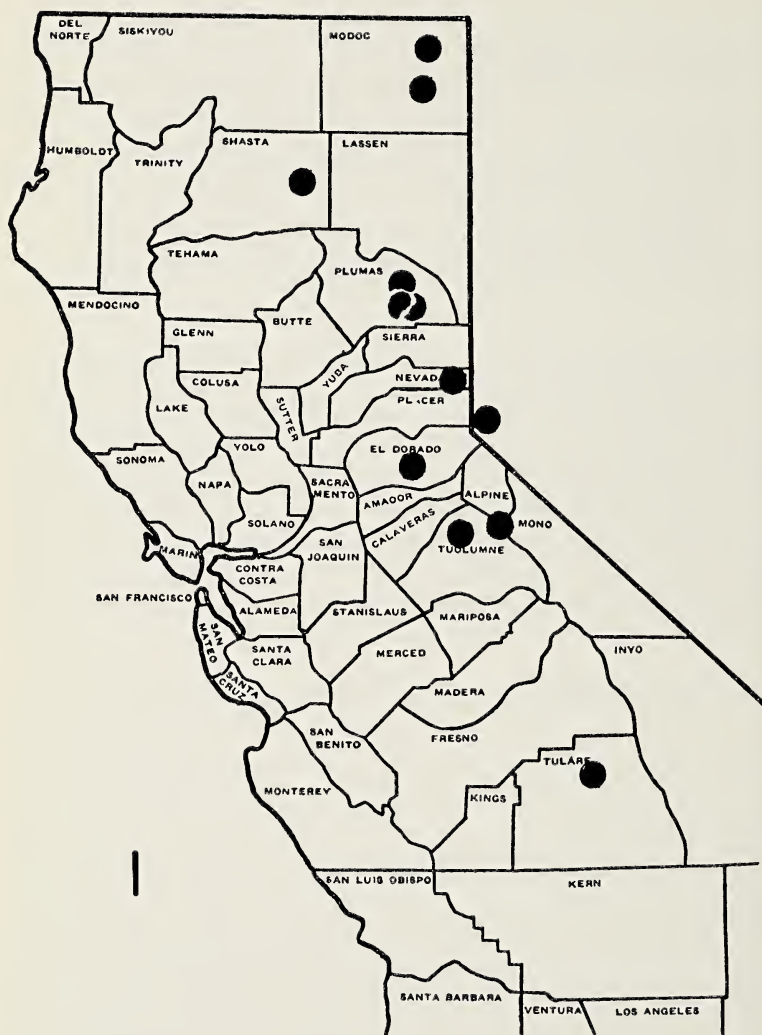 DEL
NORTE
SISKIYOU
MODOC
HUMBOLDT
TRINITY
SHASTA
LASSEN
TEHAMA
PLUMAS
MENDOCINO
GLENN
BUTTE
SIERRA
COLUSA
YUBA
NEVADA
LAKE
SUTTER
PLACER
SONOMA
YOLO
EL DORADO
NAPA
SACRA
MENTO
AMADOR
ALPINE
SOLANO
CALAVERAS
MONO
MARIN
SAN
JOAQUIN
TUOLUMNE
CONTRA
COSTA
SAN FRANCISCO
ALAMEDA
STANISLAUS
MARIPOSA
SAN
MATEO
SANTA
CLARA
MERCED
INYO
SANTA
CRUZ
MADERA
SAN
BENITO
FRESNO
TULARE
MONTEREY
KINGS
I
SAN LUIS OBISPO
KERN
SANTA BARBARA
VENTURA
LOS ANGELES